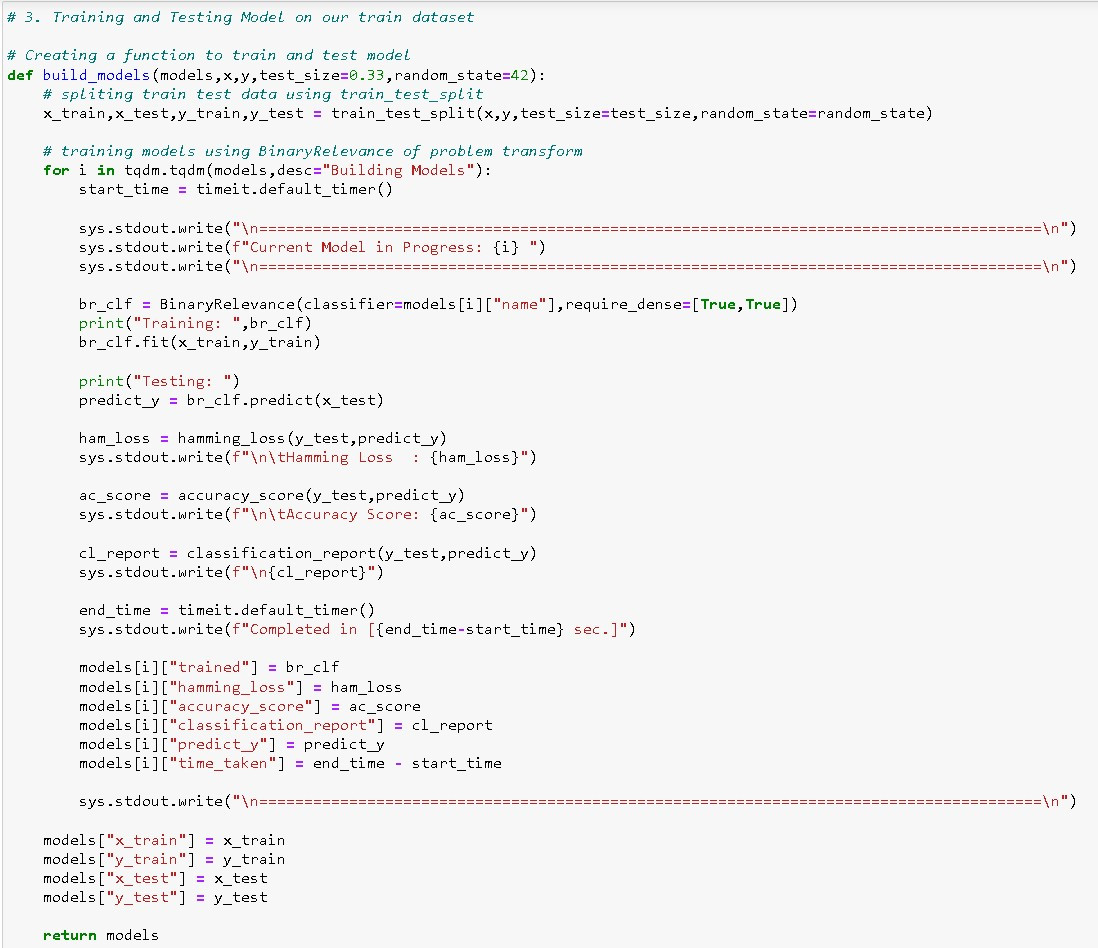 # 3. Training and Testing Model on our train dataset
# Creating a function to train and test model
def build_models(models,x,y,test_size=0.33,random_state=42):
# spliting train test data using train_test_split
x_train,x_test,y_train,y_test = train_test_split(x,y,test_size=test_size,random_state=random_state)
# training models using BinaryRelevance of problem transform
for i in tqdm.tqdm(models,desc="Building Models"):
start_time = timeit.default_timer()
sys.stdout.write("\n=======================================================================================\n")
sys.stdout.write(f"Current Model in Progress: {i} ")
sys.stdout.write("\n=======================================================================================\n")
br_clf = BinaryRelevance(classifier=models[i]["name"],require_dense=[True,True])
print("Training: ",br_clf)
br_clf.fit(x_train,y_train)
print("Testing: ")
predict_y = br_clf.predict(x_test)
ham_loss = hamming_loss(y_test,predict_y)
sys.stdout.write(f"\n\tHamming Loss  : {ham_loss}")
ac_score = accuracy_score(y_test,predict_y)
sys.stdout.write(f"\n\tAccuracy Score: {ac_score}")
cl_report = classification_report(y_test,predict_y)
sys.stdout.write(f"\n{cl_report}")
end_time = timeit.default_timer()
sys.stdout.write(f"Completed in [{end_time-start_time} sec.]")
models[i]["trained"] = br_clf
models[i]["hamming_loss"] = ham_loss
models[i]["accuracy_score"] = ac_score
models[i]["classification_report"] = cl_report
models[i]["predict_y"] = predict_y
models[i]["time_taken"] = end_time - start_time
sys.stdout.write("\n=======================================================================================\n")
models["x_train"] = x_train
models["y_train"] = y_train
models["x_test"] = x_test
models["y_test"] = y_test
return models